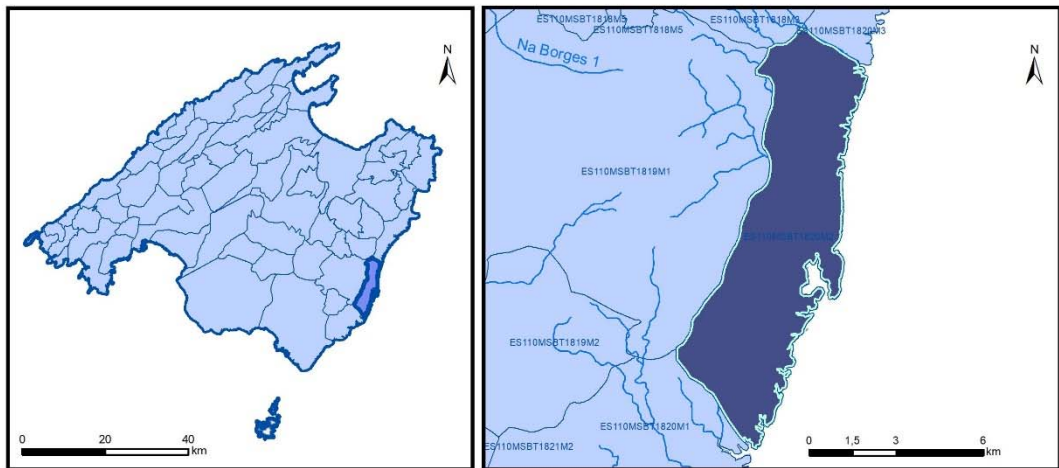 N
0 20 40
km
ES110MSBT1818M5
ES110MSBT1818M5
ES110MSBT1818M3
ES110MSBT1820M3
Na Borges 1
N
ES110MSBT1819M1
ES110MSBT1820M2
ES110MSBT1819M2
ES110MSBT1820M1
ES110MSBT1821M2
0 1,5 3 6
km